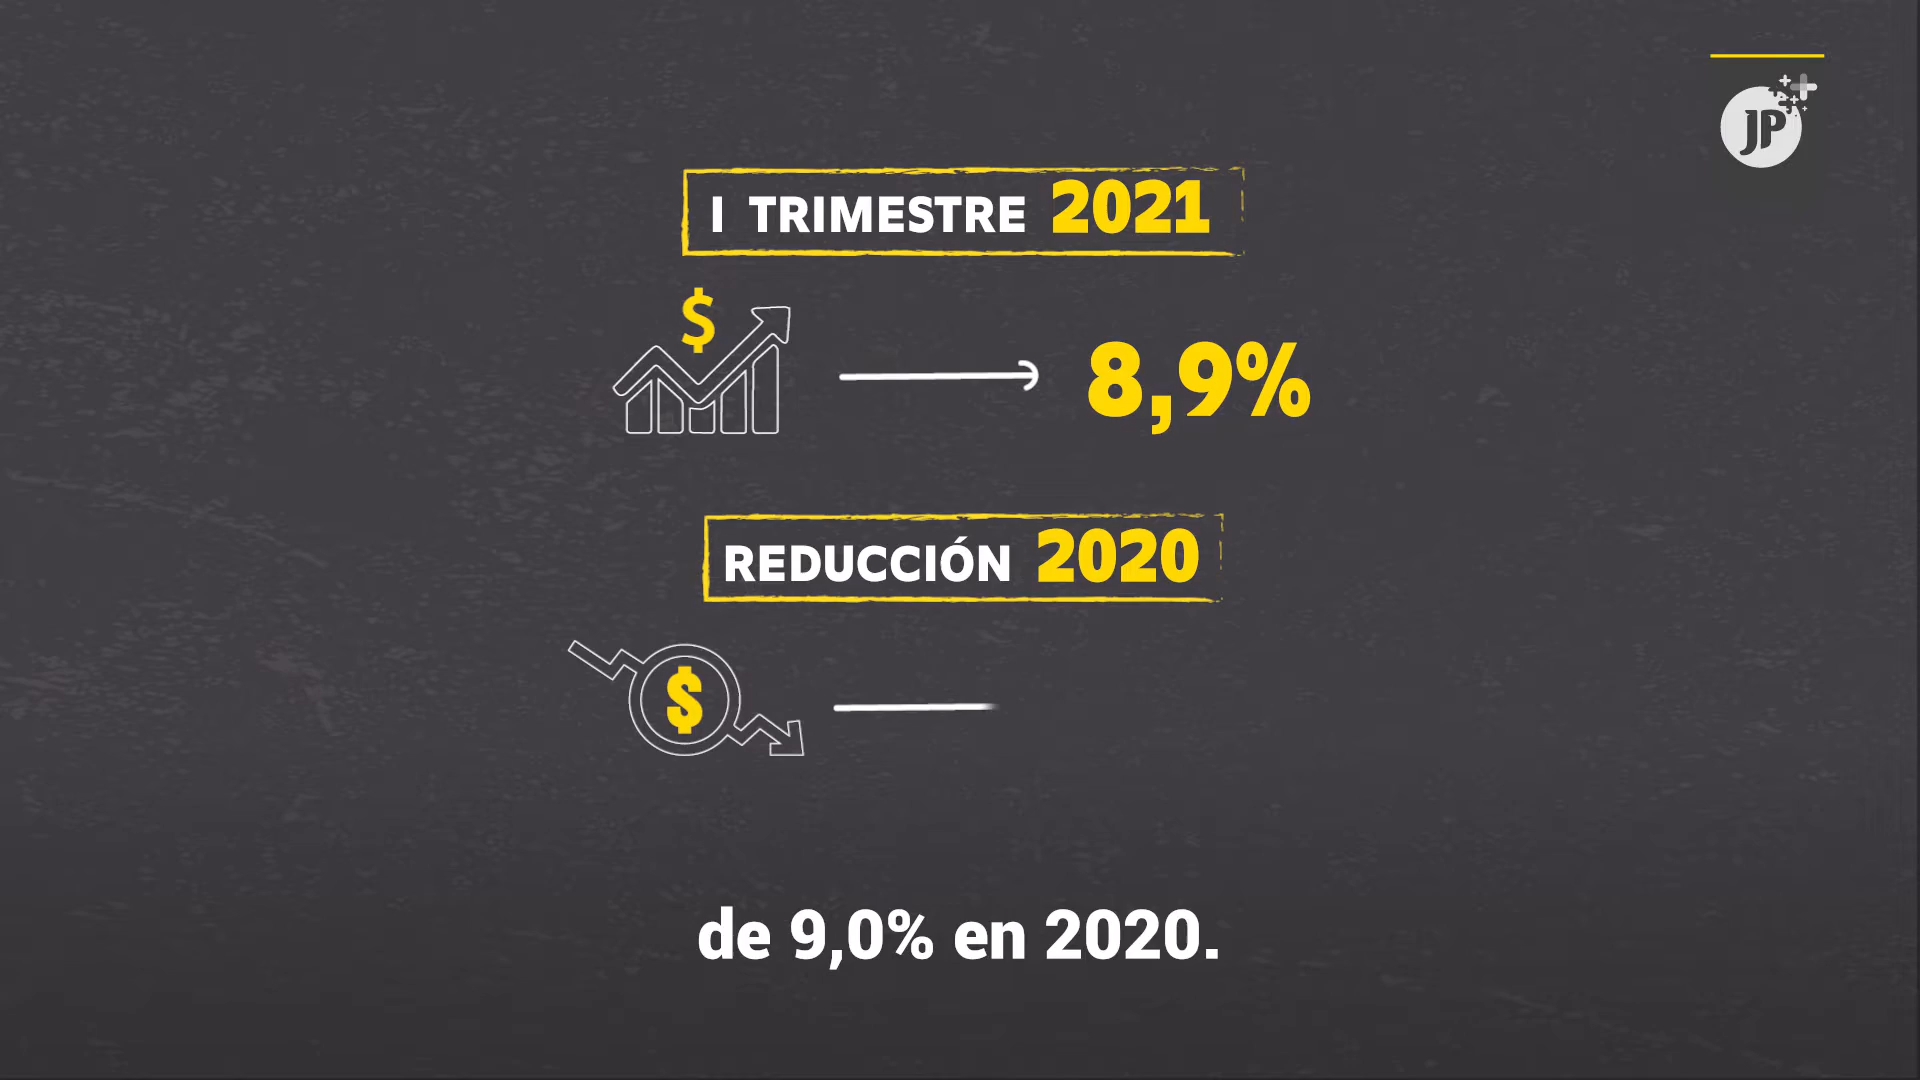 JP
I TRIMESTRE 2021
$
8,9%
REDUCCIÓN 2020
$
de 9,0% en 2020.